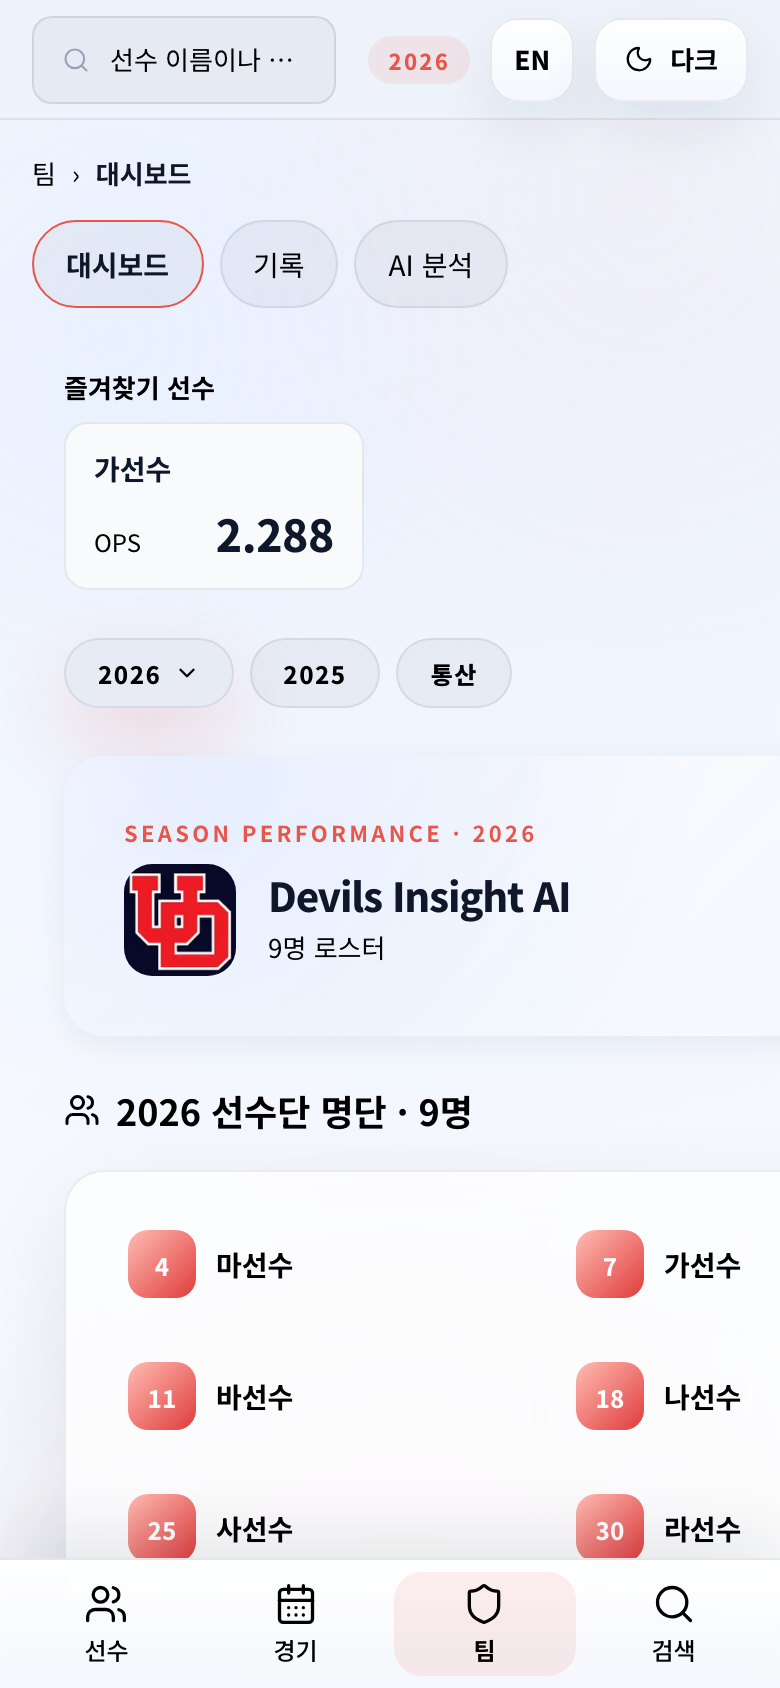 선수 이름이나 ···
2026
EN
다크
팀 › 대시보드
대시보드
기록
AI 분석
즐겨찾기 선수
가선수
OPS 2.288
2026
2025
통산
SEASON PERFORMANCE · 2026
UD
Devils Insight AI
9명 로스터
2026 선수단 명단 · 9명
4 마선수
7 가선수
11 바선수
18 나선수
25 사선수
30 라선수
선수
경기
팀
검색